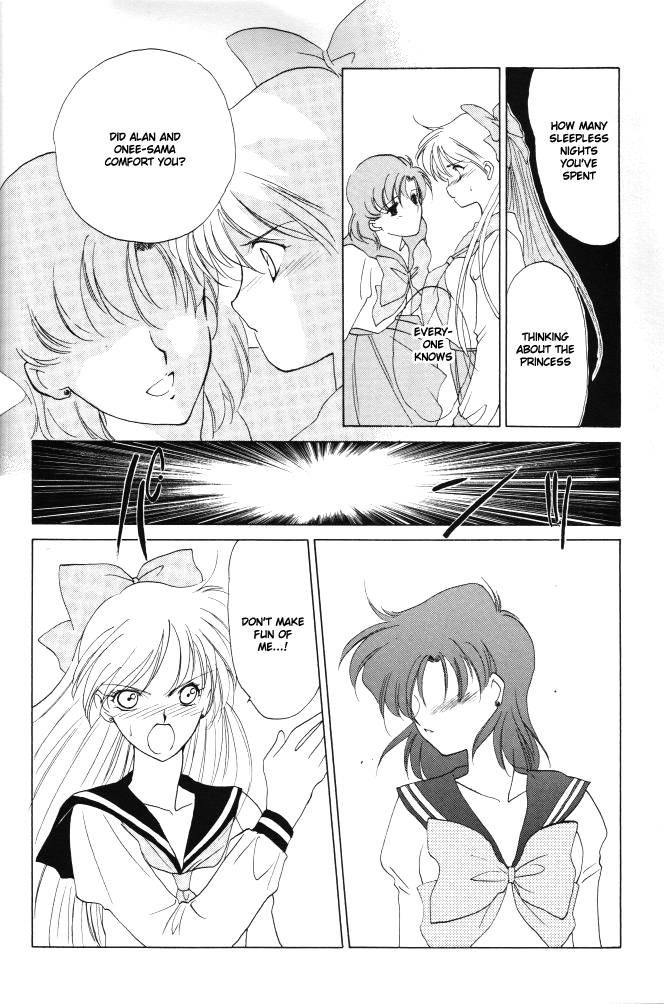 HOW MANY
SLEEPLESS
NIGHTS
YOU'VE
SPENT
THINKING
ABOUT THE
PRINCESS
EVERY-
ONE
KNOWS
DID ALAN AND
ONEE-SAMA
COMFORT YOU?
DON'T MAKE
FUN OF
ME...!